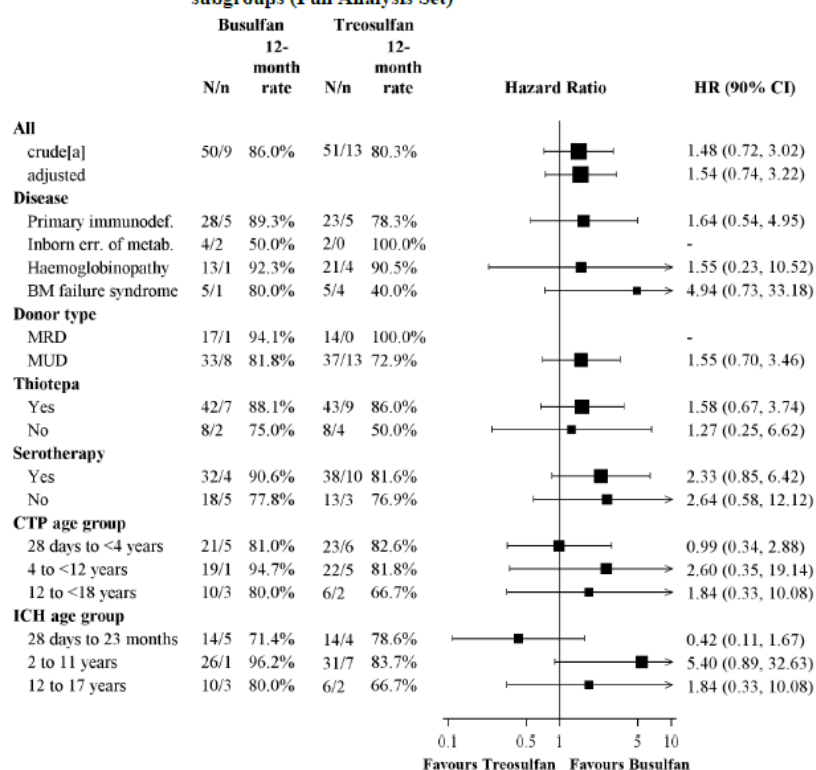 subgroups (Full Analysis Set)
Busulfan Treosulfan
12- 12-
month month
N/n rate N/n rate Hazard Ratio HR (90% CI)
All
crude[a] 50/9 86.0% 51/13 80.3% 1.48 (0.72, 3.02)
adjusted 1.54 (0.74, 3.22)
Disease
Primary immunodef. 28/5 89.3% 23/5 78.3% 1.64 (0.54, 4.95)
Inborn err. of metab. 4/2 50.0% 2/0 100.0% -
Haemoglobinopathy 13/1 92.3% 21/4 90.5% 1.55 (0.23, 10.52)
BM failure syndrome 5/1 80.0% 5/4 40.0% 4.94 (0.73, 33.18)
Donor type
MRD 17/1 94.1% 14/0 100.0% -
MUD 33/8 81.8% 37/13 72.9% 1.55 (0.70, 3.46)
Thiotepa
Yes 42/7 88.1% 43/9 86.0% 1.58 (0.67, 3.74)
No 8/2 75.0% 8/4 50.0% 1.27 (0.25, 6.62)
Serotherapy
Yes 32/4 90.6% 38/10 81.6% 2.33 (0.85, 6.42)
No 18/5 77.8% 13/3 76.9% 2.64 (0.58, 12.12)
CTP age group
28 days to <4 years 21/5 81.0% 23/6 82.6% 0.99 (0.34, 2.88)
4 to <12 years 19/1 94.7% 22/5 81.8% 2.60 (0.35, 19.14)
12 to <18 years 10/3 80.0% 6/2 66.7% 1.84 (0.33, 10.08)
ICH age group
28 days to 23 months 14/5 71.4% 14/4 78.6% 0.42 (0.11, 1.67)
2 to 11 years 26/1 96.2% 31/7 83.7% 5.40 (0.89, 32.63)
12 to 17 years 10/3 80.0% 6/2 66.7% 1.84 (0.33, 10.08)
0.1 0.5 1 5 10
Favours Treosulfan Favours Busulfan